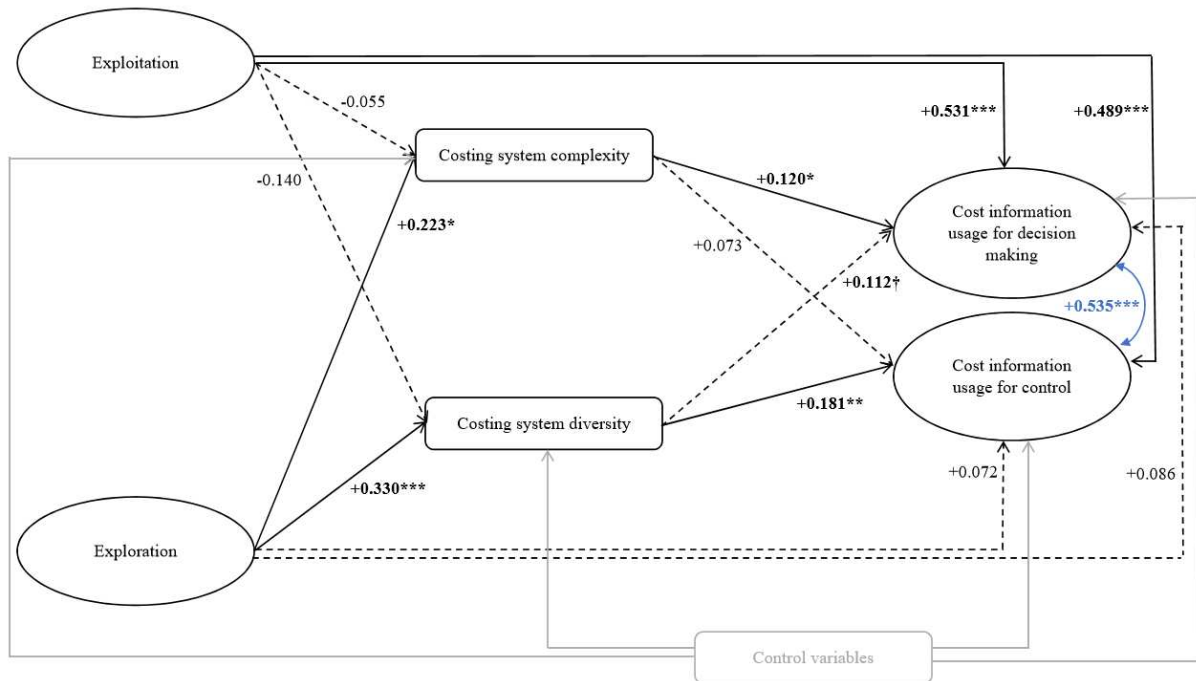 Exploitation
-0.055
+0.531***
+0.489***
Costing system complexity
-0.140
+0.120*
+0.223*
Cost information
usage for decision
making
+0.073
+0.112†
+0.535***
Cost information
usage for control
+0.181**
Costing system diversity
+0.072
+0.086
+0.330***
Exploration
Control variables